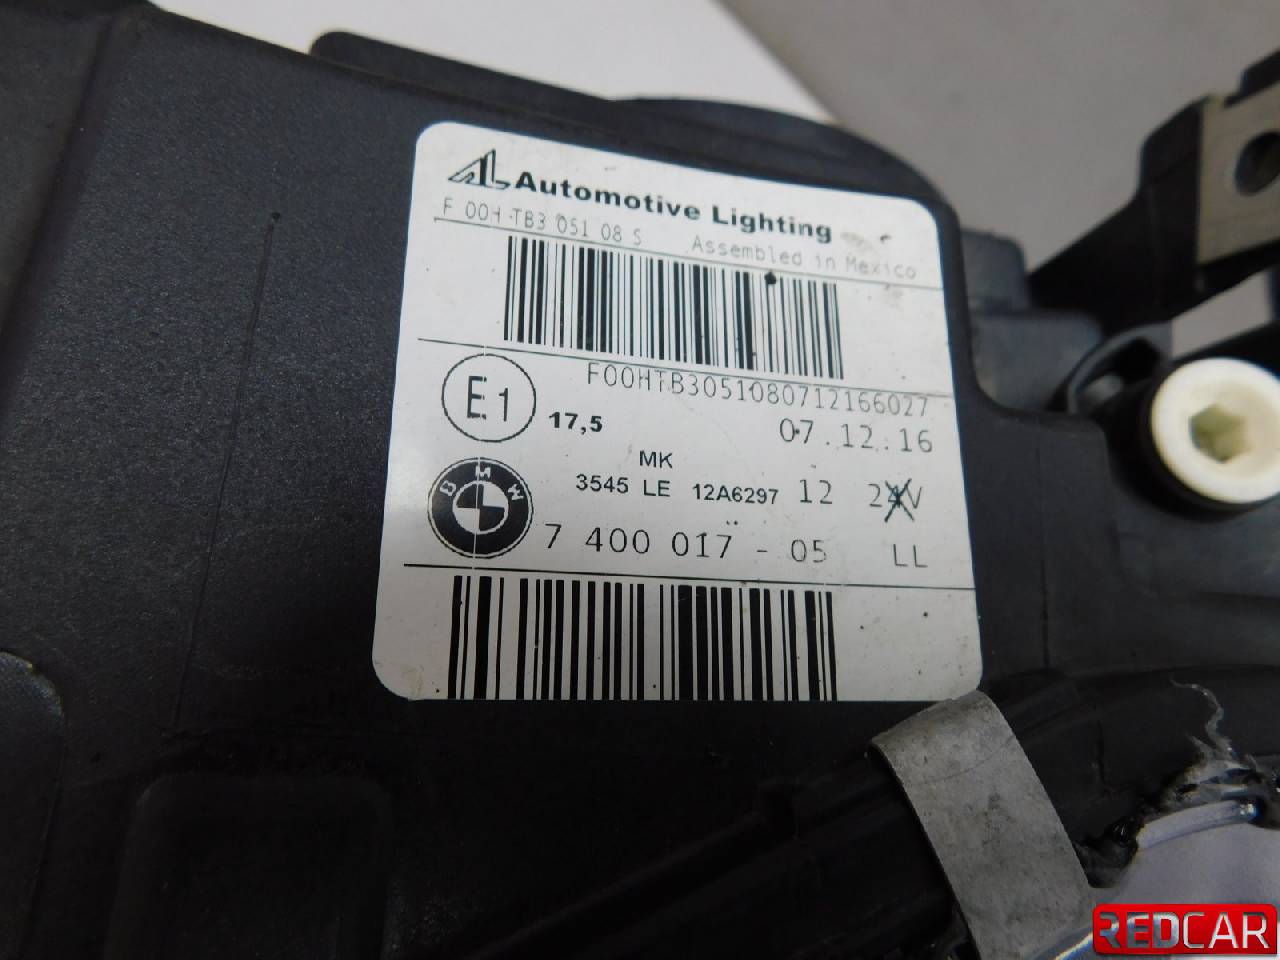 AL Automotive Lighting
F 00H TB3 051 08 S Assembled in Mexico
F00HTB3051080712166027
E1 17,5 07.12.16
MK
3545 LE 12A6297 12 24V
BMW 7 400 017 - 05 LL
REDCAR